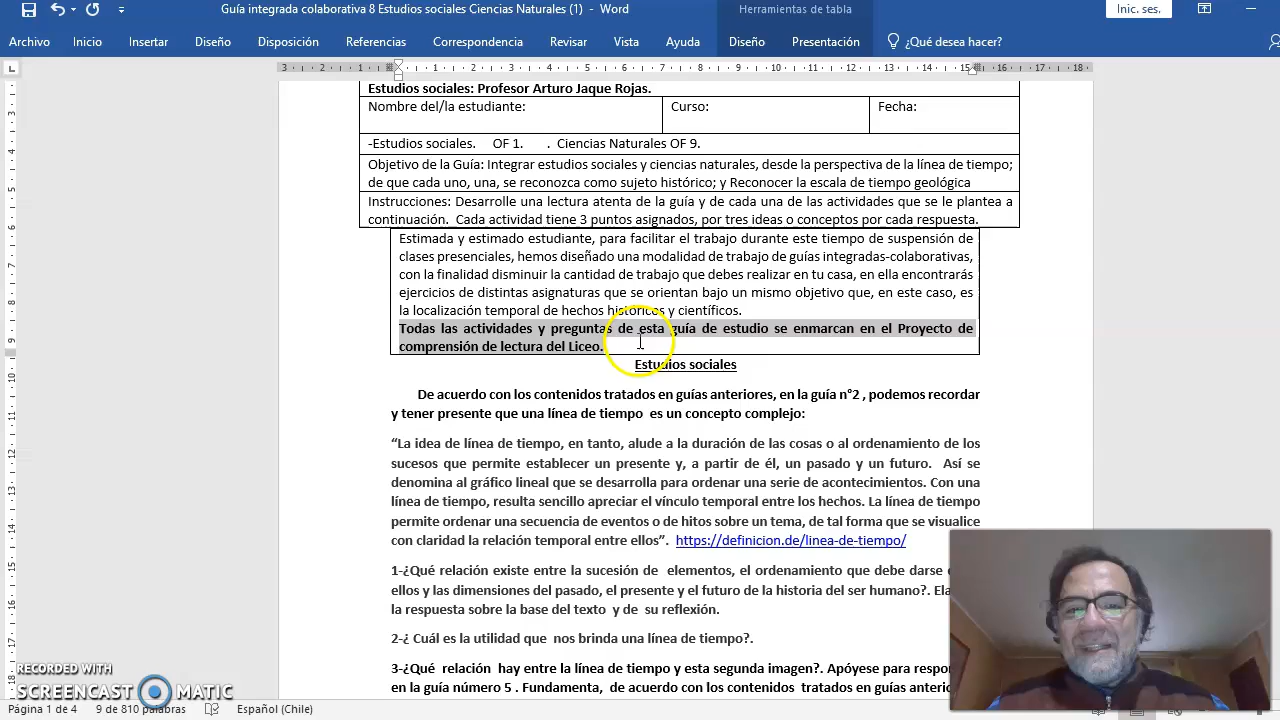 Guía integrada colaborativa 8 Estudios sociales Ciencias Naturales (1) - Word
Herramientas de tabla
Inic. ses.
Archivo Inicio Insertar Diseño Disposición Referencias Correspondencia Revisar Vista Ayuda Diseño Presentación ¿Qué desea hacer?
3 2 1 1 2 3 4 5 6 7 8 9 10 11 12 13 14 15 16 17 18
Estudios sociales: Profesor Arturo Jaque Rojas.
Nombre del/la estudiante: Curso: Fecha:
-Estudios sociales. OF 1. . Ciencias Naturales OF 9.
Objetivo de la Guía: Integrar estudios sociales y ciencias naturales, desde la perspectiva de la línea de tiempo;
de que cada uno, una, se reconozca como sujeto histórico; y Reconocer la escala de tiempo geológica
Instrucciones: Desarrolle una lectura atenta de la guía y de cada una de las actividades que se le plantea a
continuación. Cada actividad tiene 3 puntos asignados, por tres ideas o conceptos por cada respuesta.
Estimada y estimado estudiante, para facilitar el trabajo durante este tiempo de suspensión de
clases presenciales, hemos diseñado una modalidad de trabajo de guías integradas-colaborativas,
con la finalidad disminuir la cantidad de trabajo que debes realizar en tu casa, en ella encontrarás
ejercicios de distintas asignaturas que se orientan bajo un mismo objetivo que, en este caso, es
la localización temporal de hechos históricos y científicos.
Todas las actividades y preguntas de esta guía de estudio se enmarcan en el Proyecto de
comprensión de lectura del Liceo.
Estudios sociales
De acuerdo con los contenidos tratados en guías anteriores, en la guía n°2 , podemos recordar
y tener presente que una línea de tiempo es un concepto complejo:
“La idea de línea de tiempo, en tanto, alude a la duración de las cosas o al ordenamiento de los
sucesos que permite establecer un presente y, a partir de él, un pasado y un futuro. Así se
denomina al gráfico lineal que se desarrolla para ordenar una serie de acontecimientos. Con una
línea de tiempo, resulta sencillo apreciar el vínculo temporal entre los hechos. La línea de tiempo
permite ordenar una secuencia de eventos o de hitos sobre un tema, de tal forma que se visualice
con claridad la relación temporal entre ellos”. https://definicion.de/linea-de-tiempo/
1-¿Qué relación existe entre la sucesión de elementos, el ordenamiento que debe darse
ellos y las dimensiones del pasado, el presente y el futuro de la historia del ser humano?.
la respuesta sobre la base del texto y de su reflexión.
2-¿ Cuál es la utilidad que nos brinda una línea de tiempo?.
3-¿Qué relación hay entre la línea de tiempo y esta segunda imagen?. Apóyese para
en la guía número 5 . Fundamenta, de acuerdo con los contenidos tratados en guías
RECORDED WITH
SCREENCAST MATIC
Página 1 de 4 9 de 810 palabras Español (Chile)